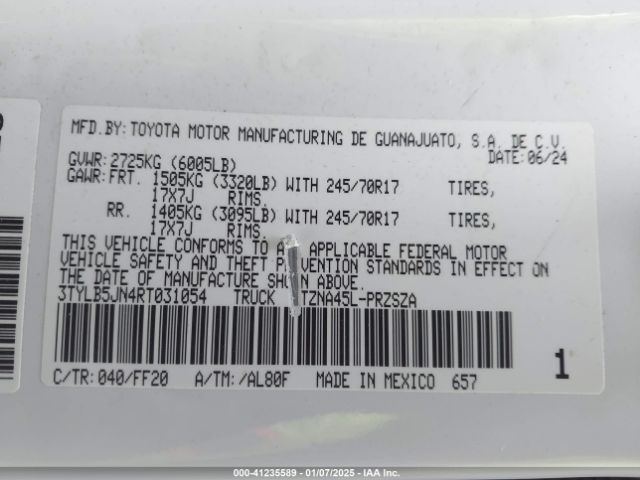 MFD.BY:TOYOTA MOTOR MANUFACTURING DE GUANAJUATO, S.A. DE C.V.
GVWR:2725KG (6005LB) DATE:06/24
GAWR:FRT. 1505KG (3320LB) WITH 245/70R17 TIRES,
17X7J RIMS.
RR. 1405KG (3095LB) WITH 245/70R17 TIRES,
17X7J RIMS.
THIS VEHICLE CONFORMS TO APPLICABLE FEDERAL MOTOR
VEHICLE SAFETY AND THEFT STANDARDS IN EFFECT ON
THE DATE OF MANUFACTURE ABOVE.
3TYLB5JN4RT031054 TRUCK TZNA45L-PRZSZA
1
C/TR:040/FF20 A/TM:/AL80F MADE IN MEXICO 657
000-41235589 - 01/07/2025 - IAA Inc.